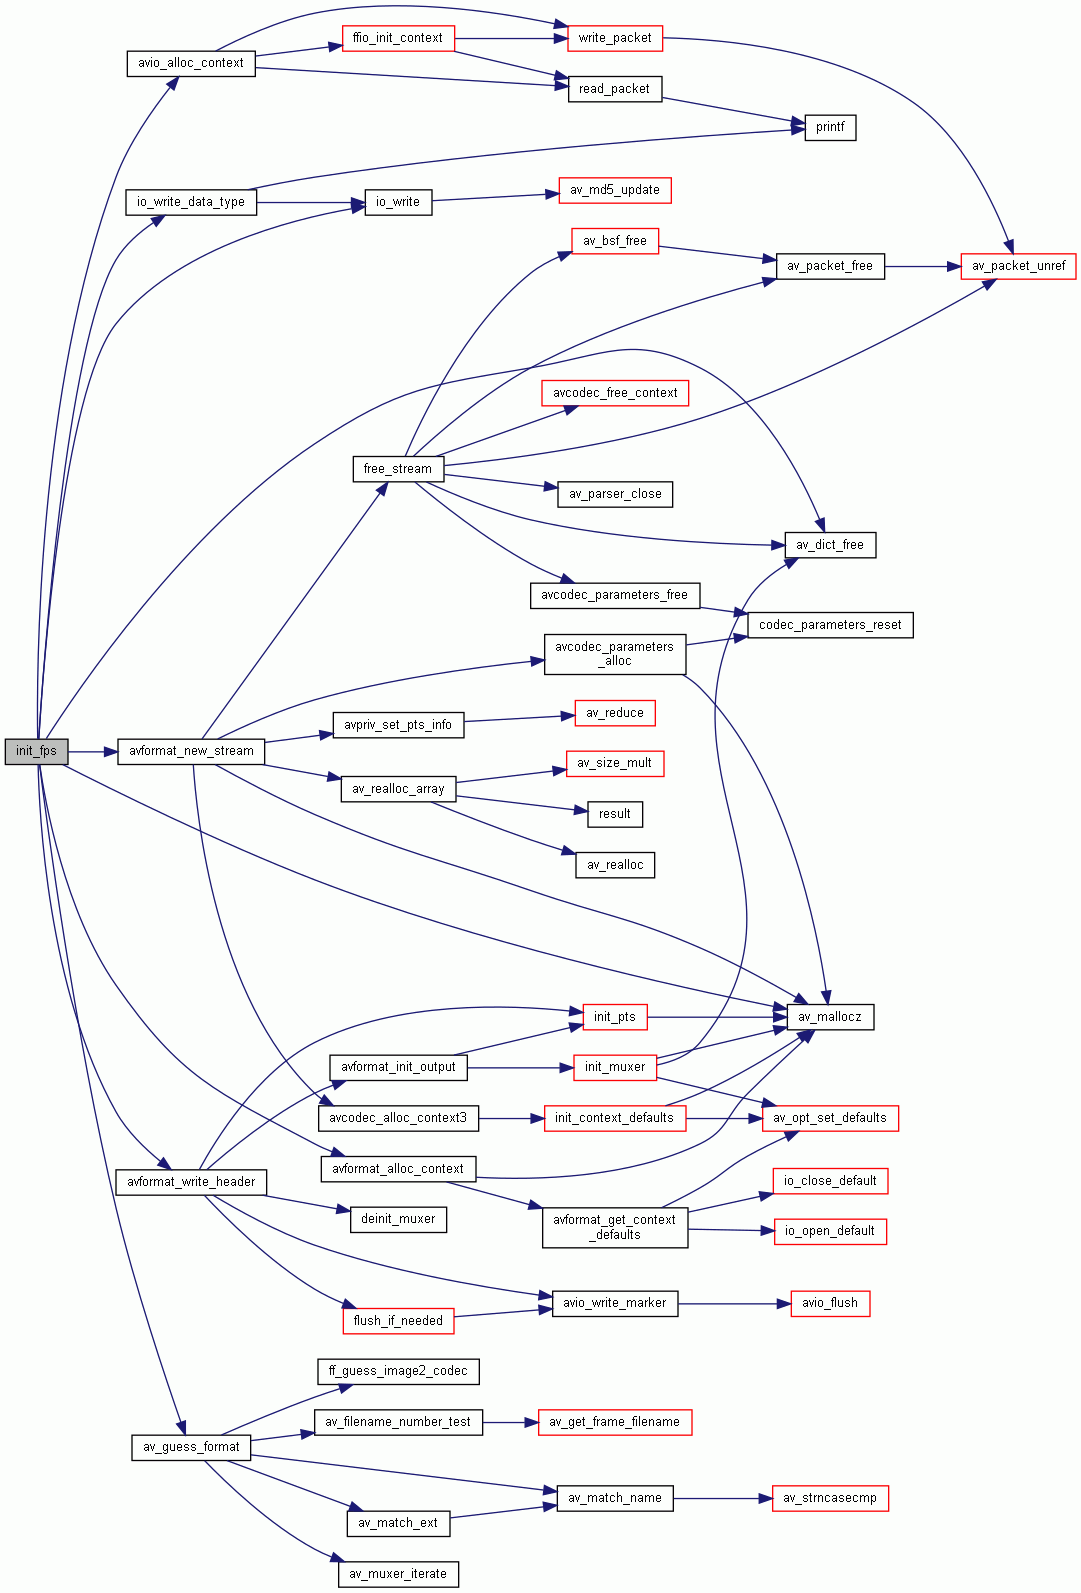 ffio_init_context
write_packet
avio_alloc_context
read_packet
printf
av_md5_update
io_write_data_type
io_write
av_bsf_free
av_packet_free
av_packet_unref
avcodec_free_context
free_stream
av_parser_close
av_dict_free
avcodec_parameters_free
codec_parameters_reset
avcodec_parameters
_alloc
avpriv_set_pts_info
av_reduce
init_fps
avformat_new_stream
av_size_mult
av_realloc_array
result
av_realloc
init_pts
av_mallocz
avformat_init_output
init_muxer
avcodec_alloc_context3
init_context_defaults
av_opt_set_defaults
avformat_alloc_context
avformat_write_header
io_close_default
deinit_muxer
avformat_get_context
_defaults
io_open_default
avio_write_marker
avio_flush
flush_if_needed
ff_guess_image2_codec
av_filename_number_test
av_get_frame_filename
av_guess_format
av_match_name
av_strncasecmp
av_match_ext
av_muxer_iterate